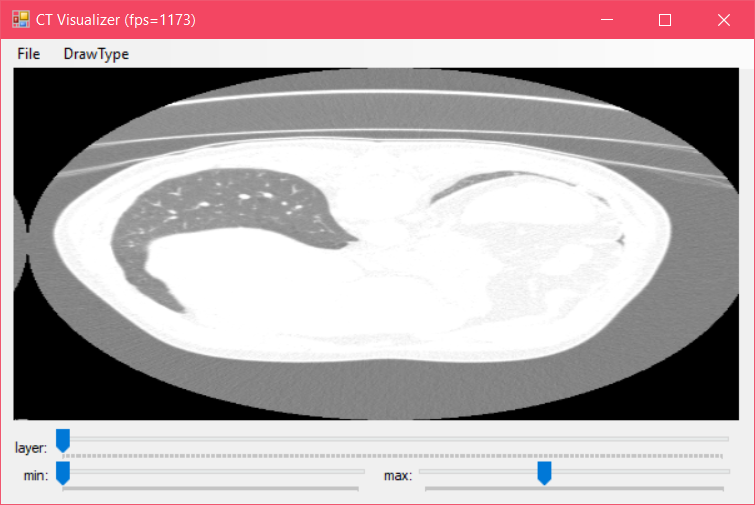 CT Visualizer (fps=1173)
File DrawType
layer:
min: max: